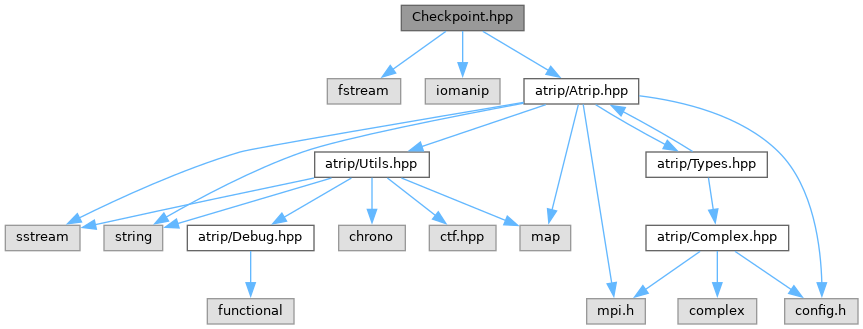 Checkpoint.hpp
fstream
iomanip
atrip/Atrip.hpp
atrip/Utils.hpp
atrip/Types.hpp
sstream
string
atrip/Debug.hpp
chrono
ctf.hpp
map
atrip/Complex.hpp
functional
mpi.h
complex
config.h